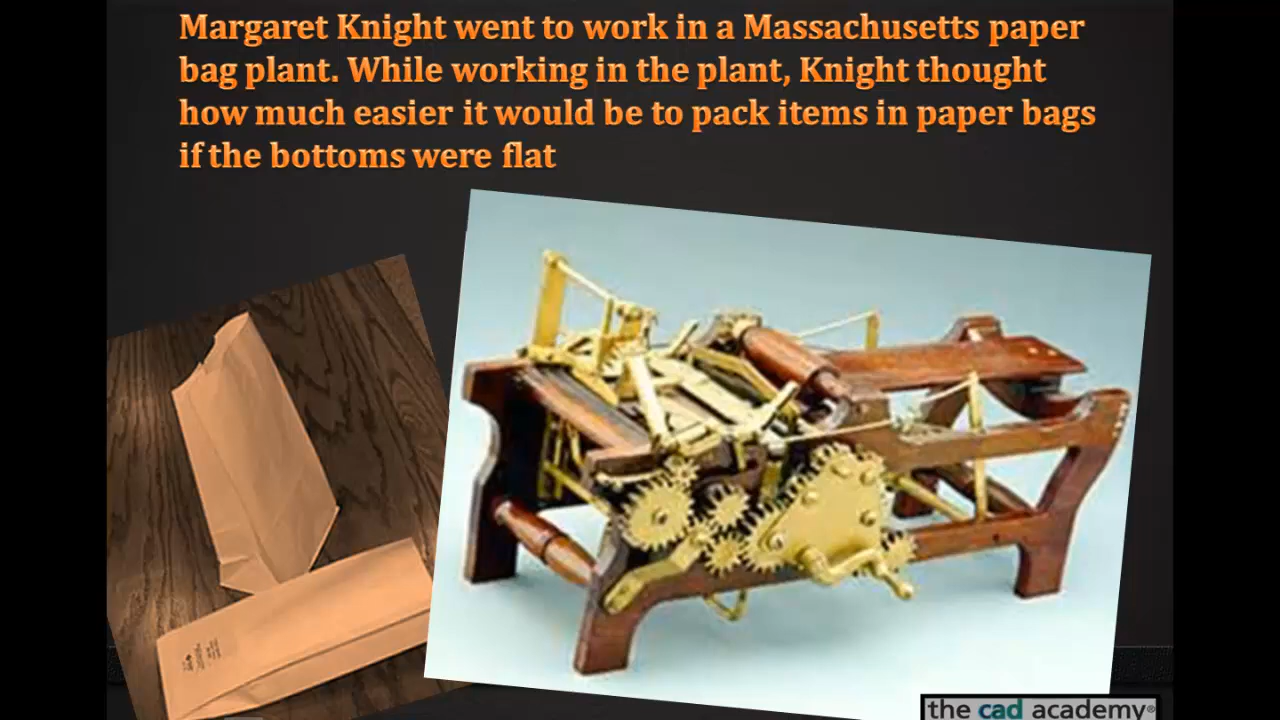 Margaret Knight went to work in a Massachusetts paper
bag plant. While working in the plant, Knight thought
how much easier it would be to pack items in paper bags
if the bottoms were flat
the cad academy®